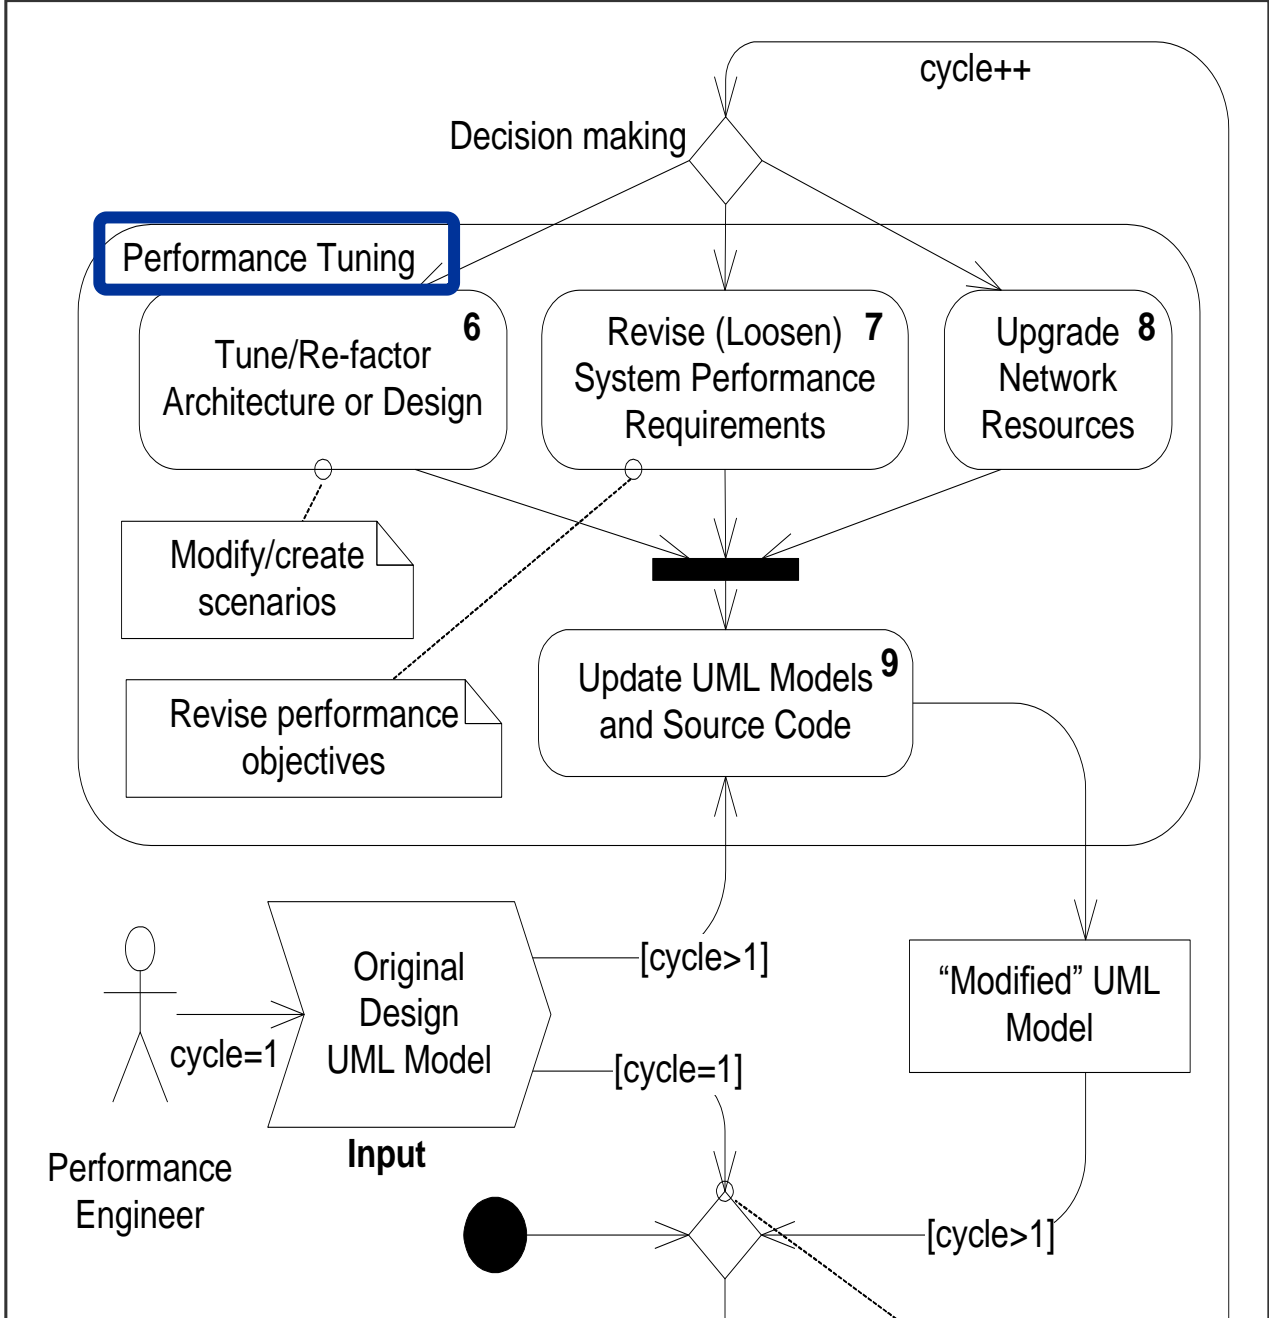 cycle++
Decision making
Performance Tuning
6
Tune/Re-factor
Architecture or Design
Revise (Loosen) 7
System Performance
Requirements
Upgrade 8
Network
Resources
Modify/create
scenarios
Revise performance
objectives
Update UML Models 9
and Source Code
[cycle>1]
Original
Design
UML Model
cycle=1
[cycle=1]
Input
"Modified" UML
Model
Performance
Engineer
[cycle>1]